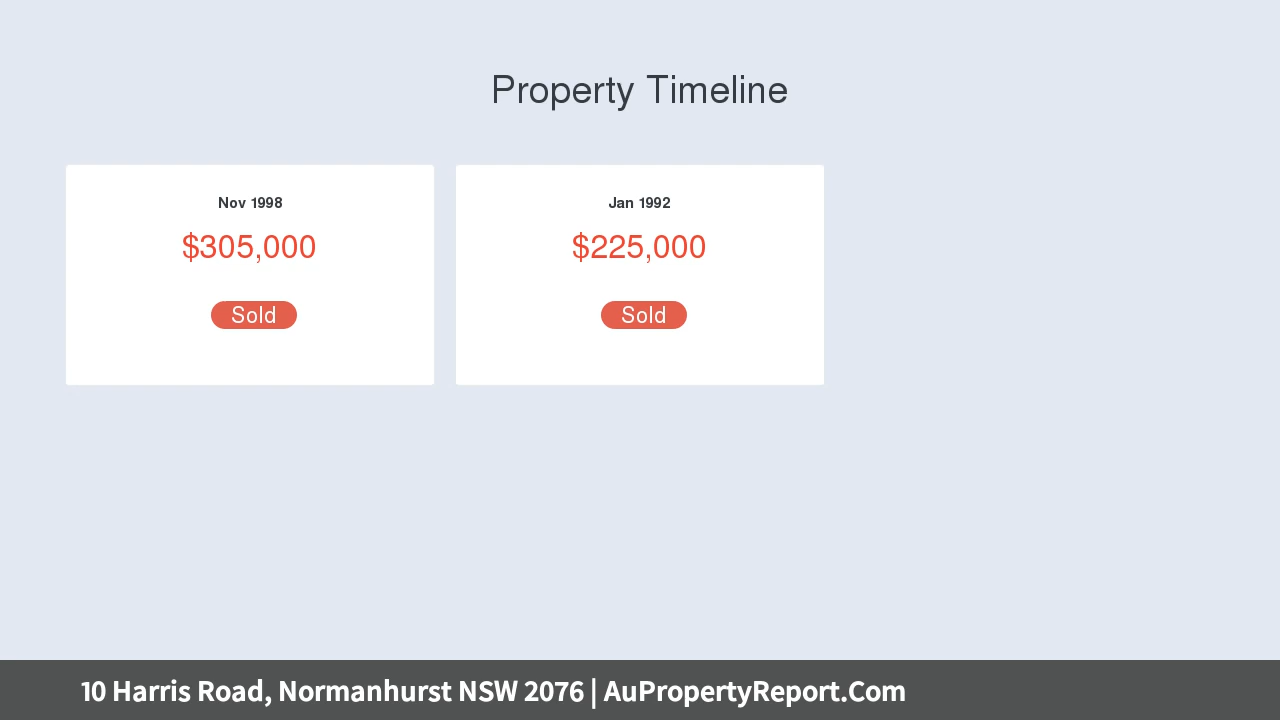 Property Timeline
Nov 1998
$305,000
Sold
Jan 1992
$225,000
Sold
10 Harris Road, Normanhurst NSW 2076 | AuPropertyReport.Com